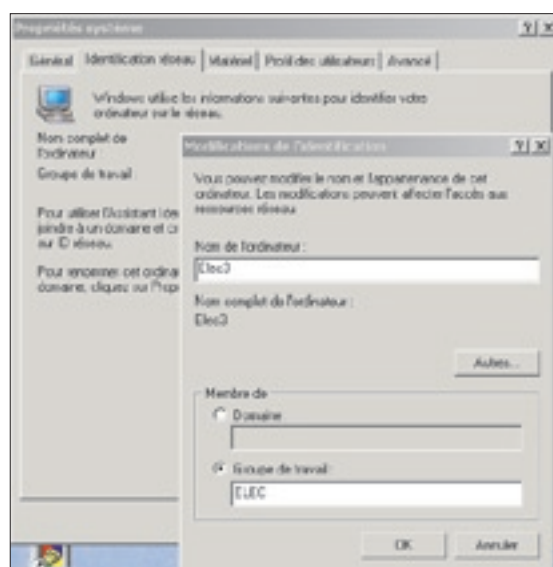 Propriétés système
Général Identification réseau Matériel Profil des utilisateurs Avancé
Windows utilise les informations suivantes pour identifier votre
ordinateur sur le réseau.
Nom complet de
l'ordinateur :
Groupe de travail
Pour utiliser l'Assistant Iden
joindre à un domaine et cr
sur ID réseau.
Pour renommer cet ordina
domaine, cliquez sur Prop
Modifications de l'identification
Vous pouvez modifier le nom et l'appartenance de cet
ordinateur. Les modifications peuvent affecter l'accès aux
ressources réseau.
Nom de l'ordinateur :
Elec3
Nom complet de l'ordinateur :
Elec3
Autres...
Membre de
Domaine
Groupe de travail:
ELEC
OK Annuler